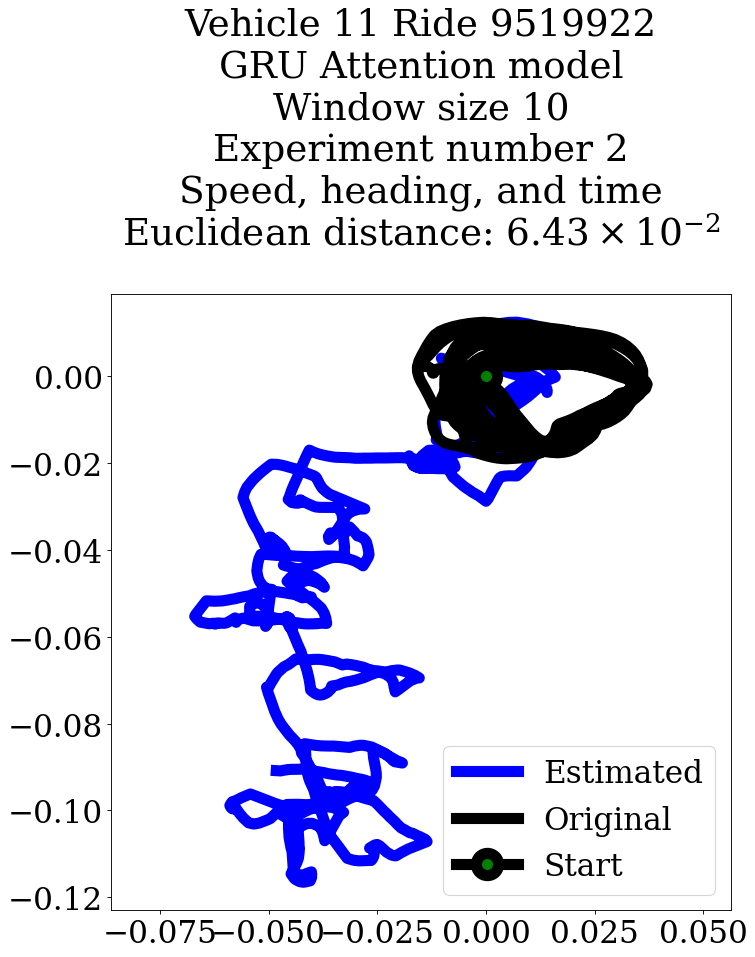 Vehicle 11 Ride 9519922
GRU Attention model
Window size 10
Experiment number 2
Speed, heading, and time
Euclidean distance: 6.43 × 10⁻²
0.00
−0.02
−0.04
−0.06
−0.08
−0.10
−0.12
Estimated
Original
Start
−0.075 −0.050 −0.025 0.000 0.025 0.050